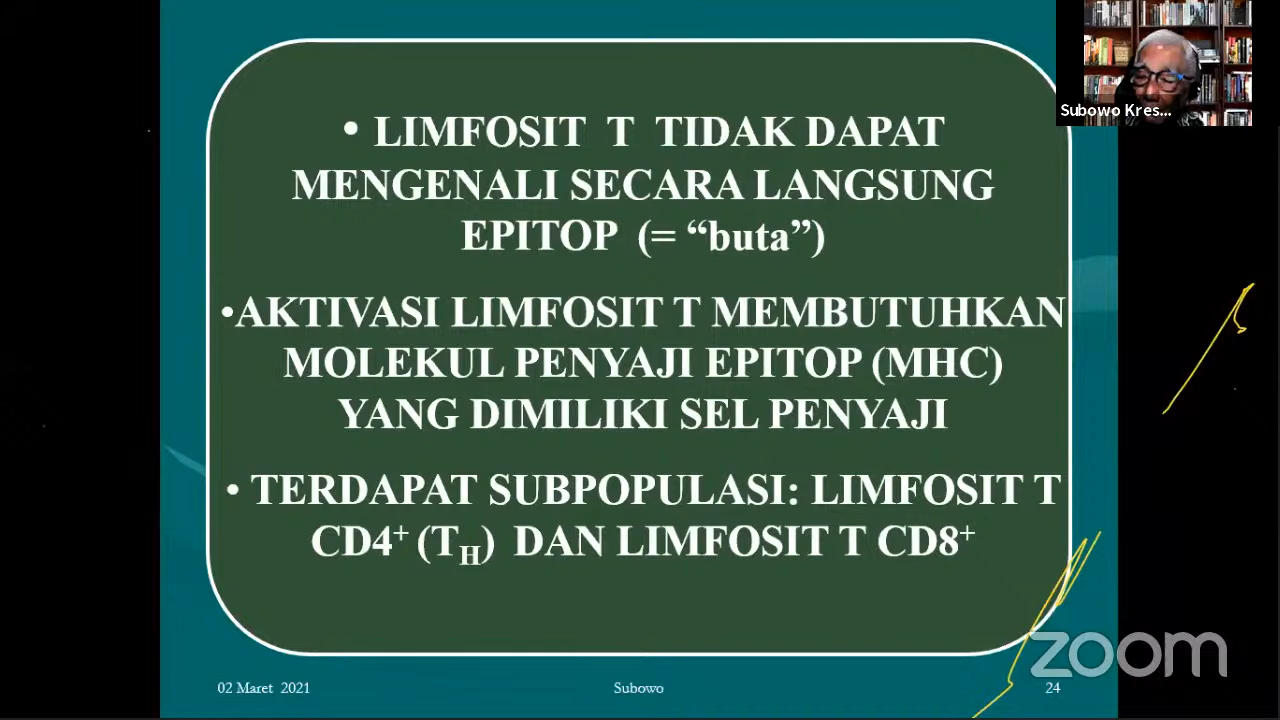 Subowo Kres...
• LIMFOSIT T TIDAK DAPAT
MENGENALI SECARA LANGSUNG
EPITOP (= “buta”)
•AKTIVASI LIMFOSIT T MEMBUTUHKAN
MOLEKUL PENYAJI EPITOP (MHC)
YANG DIMILIKI SEL PENYAJI
• TERDAPAT SUBPOPULASI: LIMFOSIT T
CD4⁺ (T_H) DAN LIMFOSIT T CD8⁺
zoom
02 Maret 2021
Subowo
24